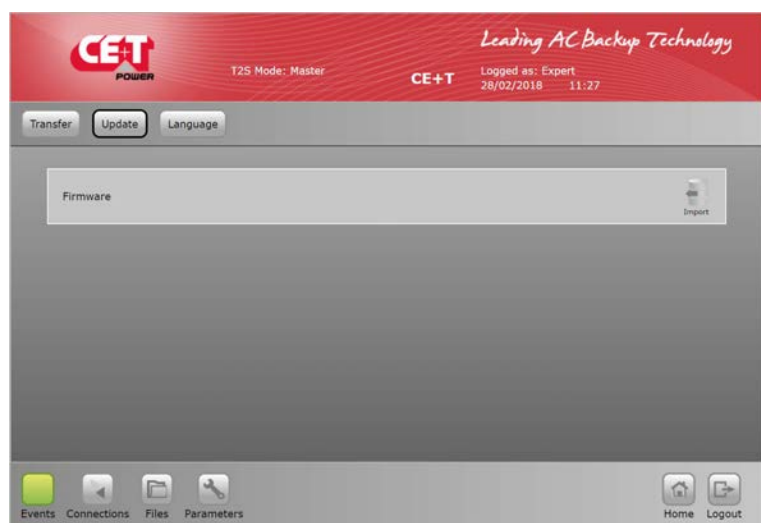 CE+T
POWER
T2S Mode: Master
CE+T
Leading AC Backup Technology
Logged as: Expert
28/02/2018 11:27
Transfer Update Language
Firmware
Import
Events Connections Files Parameters
Home Logout